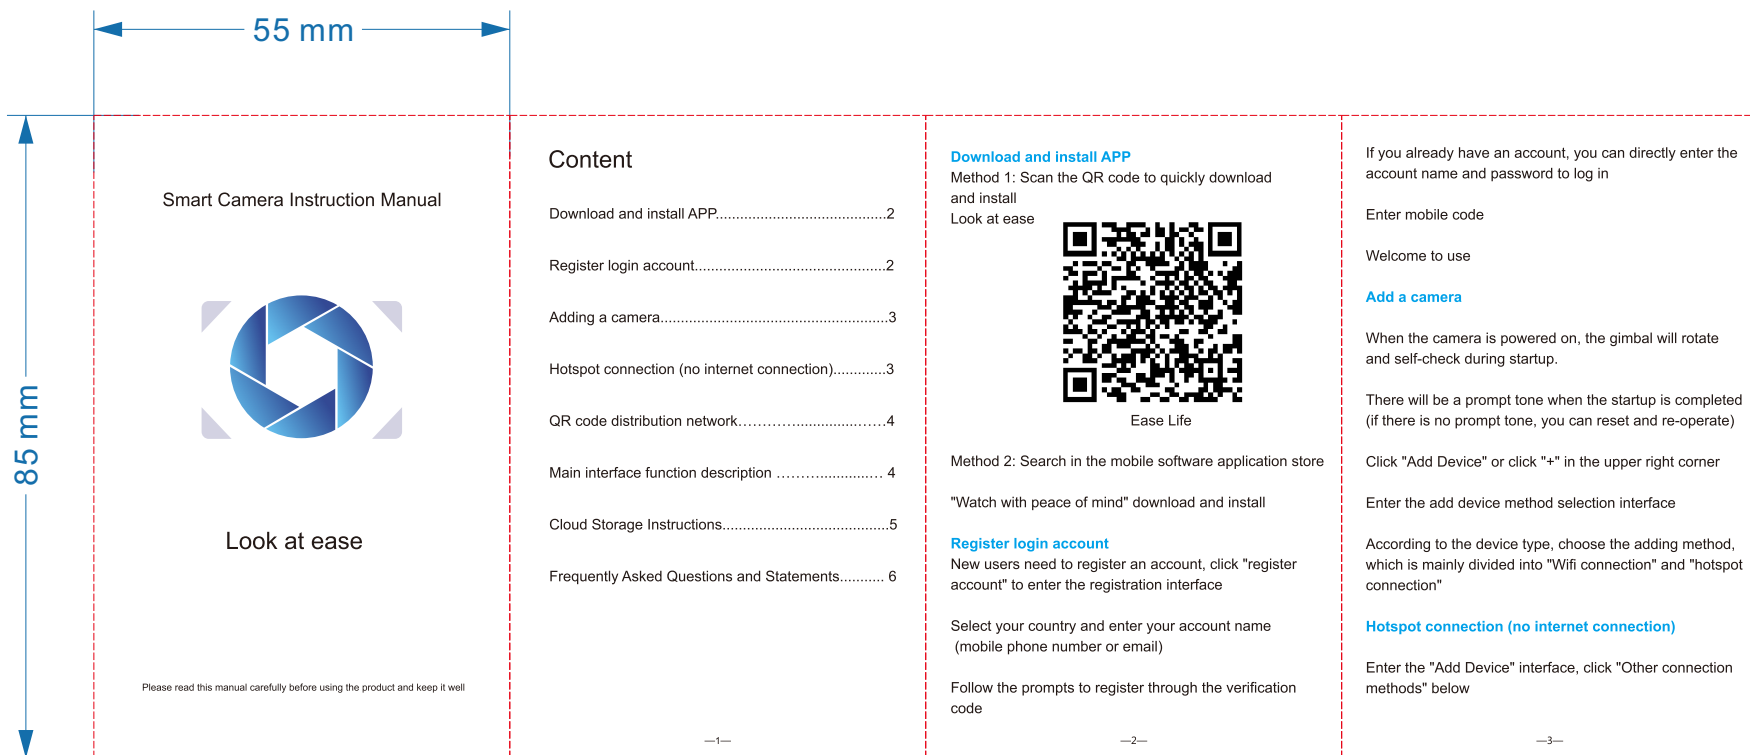 55 mm
85 mm
Smart Camera Instruction Manual
Look at ease
Please read this manual carefully before using the product and keep it well
Content
Download and install APP..........................................2
Register login account...............................................2
Adding a camera........................................................3
Hotspot connection (no internet connection).............3
QR code distribution network…………...............……4
Main interface function description ………............… 4
Cloud Storage Instructions.........................................5
Frequently Asked Questions and Statements........... 6
—1—
Download and install APP
Method 1: Scan the QR code to quickly download
and install
Look at ease
Ease Life
Method 2: Search in the mobile software application store
"Watch with peace of mind" download and install
Register login account
New users need to register an account, click "register
account" to enter the registration interface
Select your country and enter your account name
(mobile phone number or email)
Follow the prompts to register through the verification
code
—2—
If you already have an account, you can directly enter the
account name and password to log in
Enter mobile code
Welcome to use
Add a camera
When the camera is powered on, the gimbal will rotate
and self-check during startup.
There will be a prompt tone when the startup is completed
(if there is no prompt tone, you can reset and re-operate)
Click "Add Device" or click "+" in the upper right corner
Enter the add device method selection interface
According to the device type, choose the adding method,
which is mainly divided into "Wifi connection" and "hotspot
connection"
Hotspot connection (no internet connection)
Enter the "Add Device" interface, click "Other connection
methods" below
—3—